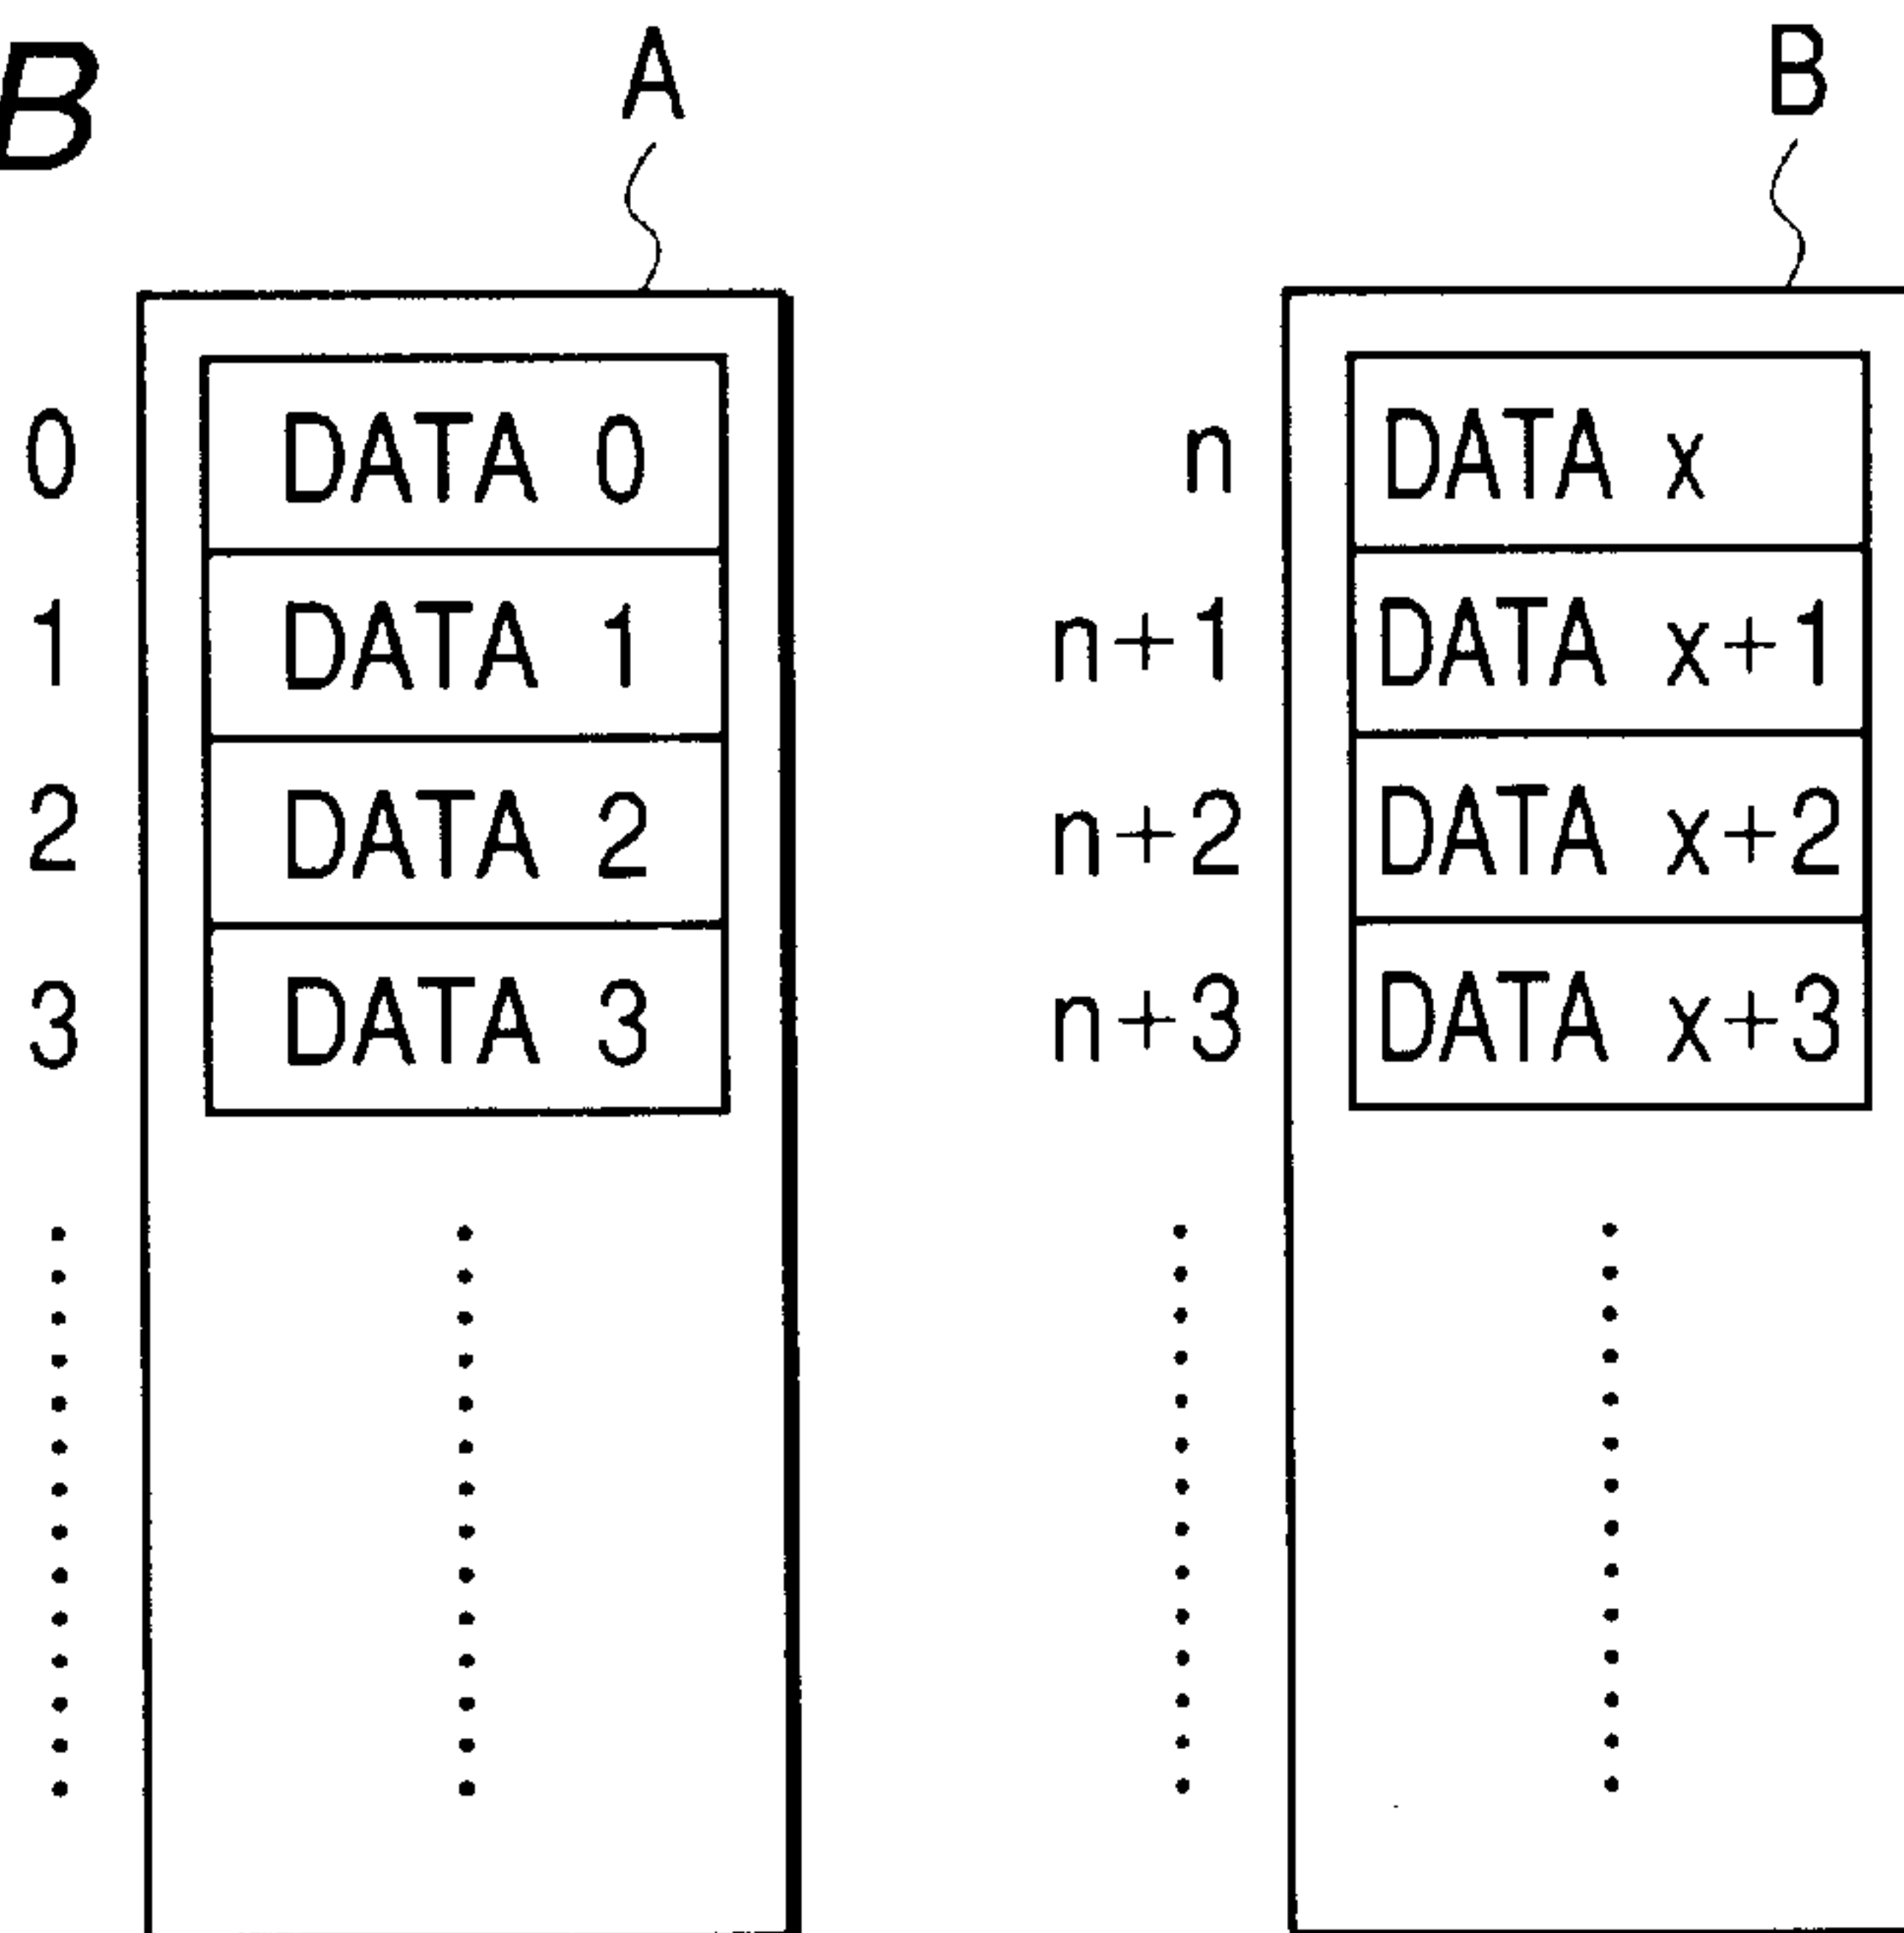 B
A
B
0 DATA 0
1 DATA 1
2 DATA 2
3 DATA 3
n DATA x
n+1 DATA x+1
n+2 DATA x+2
n+3 DATA x+3